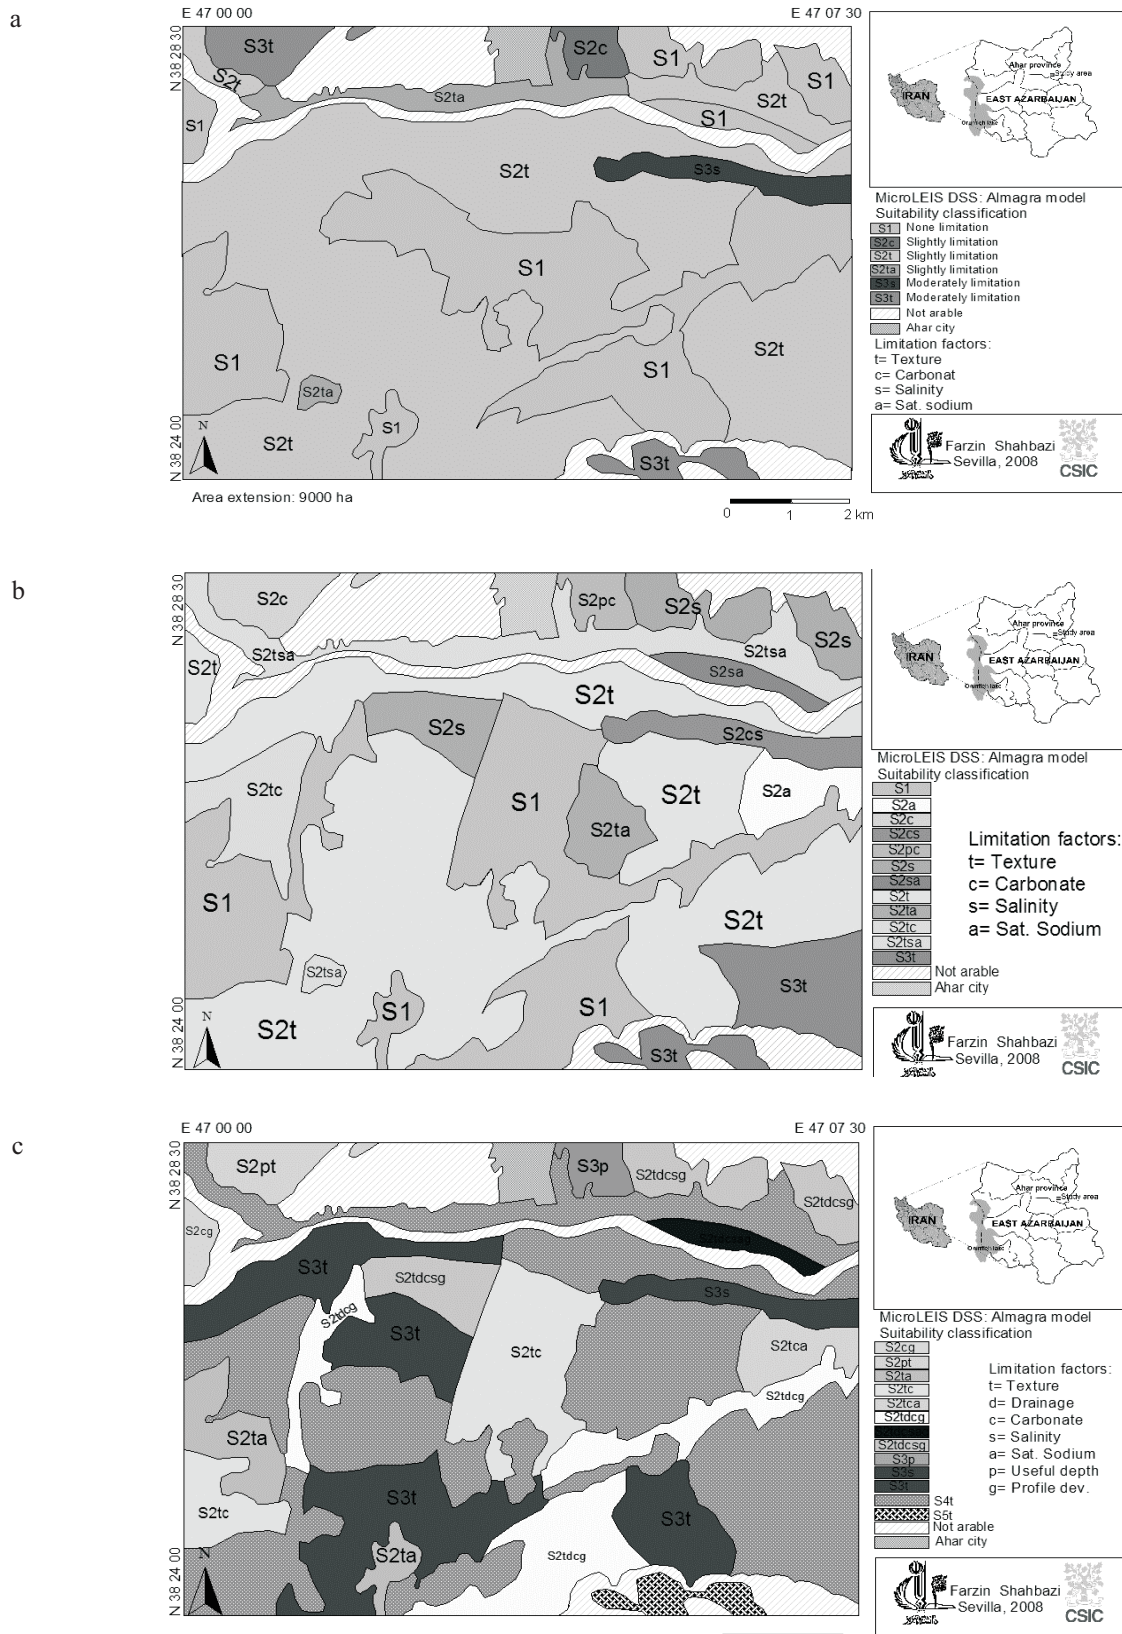 a
E 47 00 00
E 47 07 30
N 38 28 30
N 38 24 00
S3t
S2c
S1
S1
S2t
S2t
S2ta
S1
S1
S2t
S3s
S1
S1
S2t
S1
S2ta
S1
S2t
S3t
N
Area extension: 9000 ha
0 1 2 km
Ahar province
Study area
IRAN
EAST AZARBAIJAN
MicroLEIS DSS: Almagra model
Suitability classification
S1 None limitation
S2c Slightly limitation
S2t Slightly limitation
S2ta Slightly limitation
S3s Moderately limitation
S3t Moderately limitation
Not arable
Ahar city
Limitation factors:
t= Texture
c= Carbonat
s= Salinity
a= Sat. sodium
Farzin Shahbazi
Sevilla, 2008
CSIC
b
N 38 28 30
N 38 24 00
S2c
S2pc
S2s
S2s
S2t
S2tsa
S2tsa
S2sa
S2t
S2s
S2cs
S2tc
S1
S2t
S2a
S2ta
S1
S2t
S2tsa
S1
S1
S3t
S2t
S3t
N
Ahar province
Study area
IRAN
EAST AZARBAIJAN
MicroLEIS DSS: Almagra model
Suitability classification
S1
S2a
S2c
S2cs
S2pc
S2s
S2sa
S2t
S2ta
S2tc
S2tsa
S3t
Not arable
Ahar city
Limitation factors:
t= Texture
c= Carbonate
s= Salinity
a= Sat. Sodium
Farzin Shahbazi
Sevilla, 2008
CSIC
c
E 47 00 00
E 47 07 30
N 38 28 30
N 38 24 00
S2pt
S3p
S2tdcsg
S2tdcsg
S2cg
S3t
S2tdcsg
S3s
S2tdcg
S3t
S2tc
S2tca
S2tdcg
S2ta
S3t
S2tc
S3t
S2ta
S2tdcg
N
Ahar province
Study area
IRAN
EAST AZARBAIJAN
MicroLEIS DSS: Almagra model
Suitability classification
S2cg
S2pt
S2ta
S2tc
S2tca
S2tdcg
S2tdcsg
S3p
S3s
S3t
S4t
S5t
Not arable
Ahar city
Limitation factors:
t= Texture
d= Drainage
c= Carbonate
s= Salinity
a= Sat. Sodium
p= Useful depth
g= Profile dev.
Farzin Shahbazi
Sevilla, 2008
CSIC